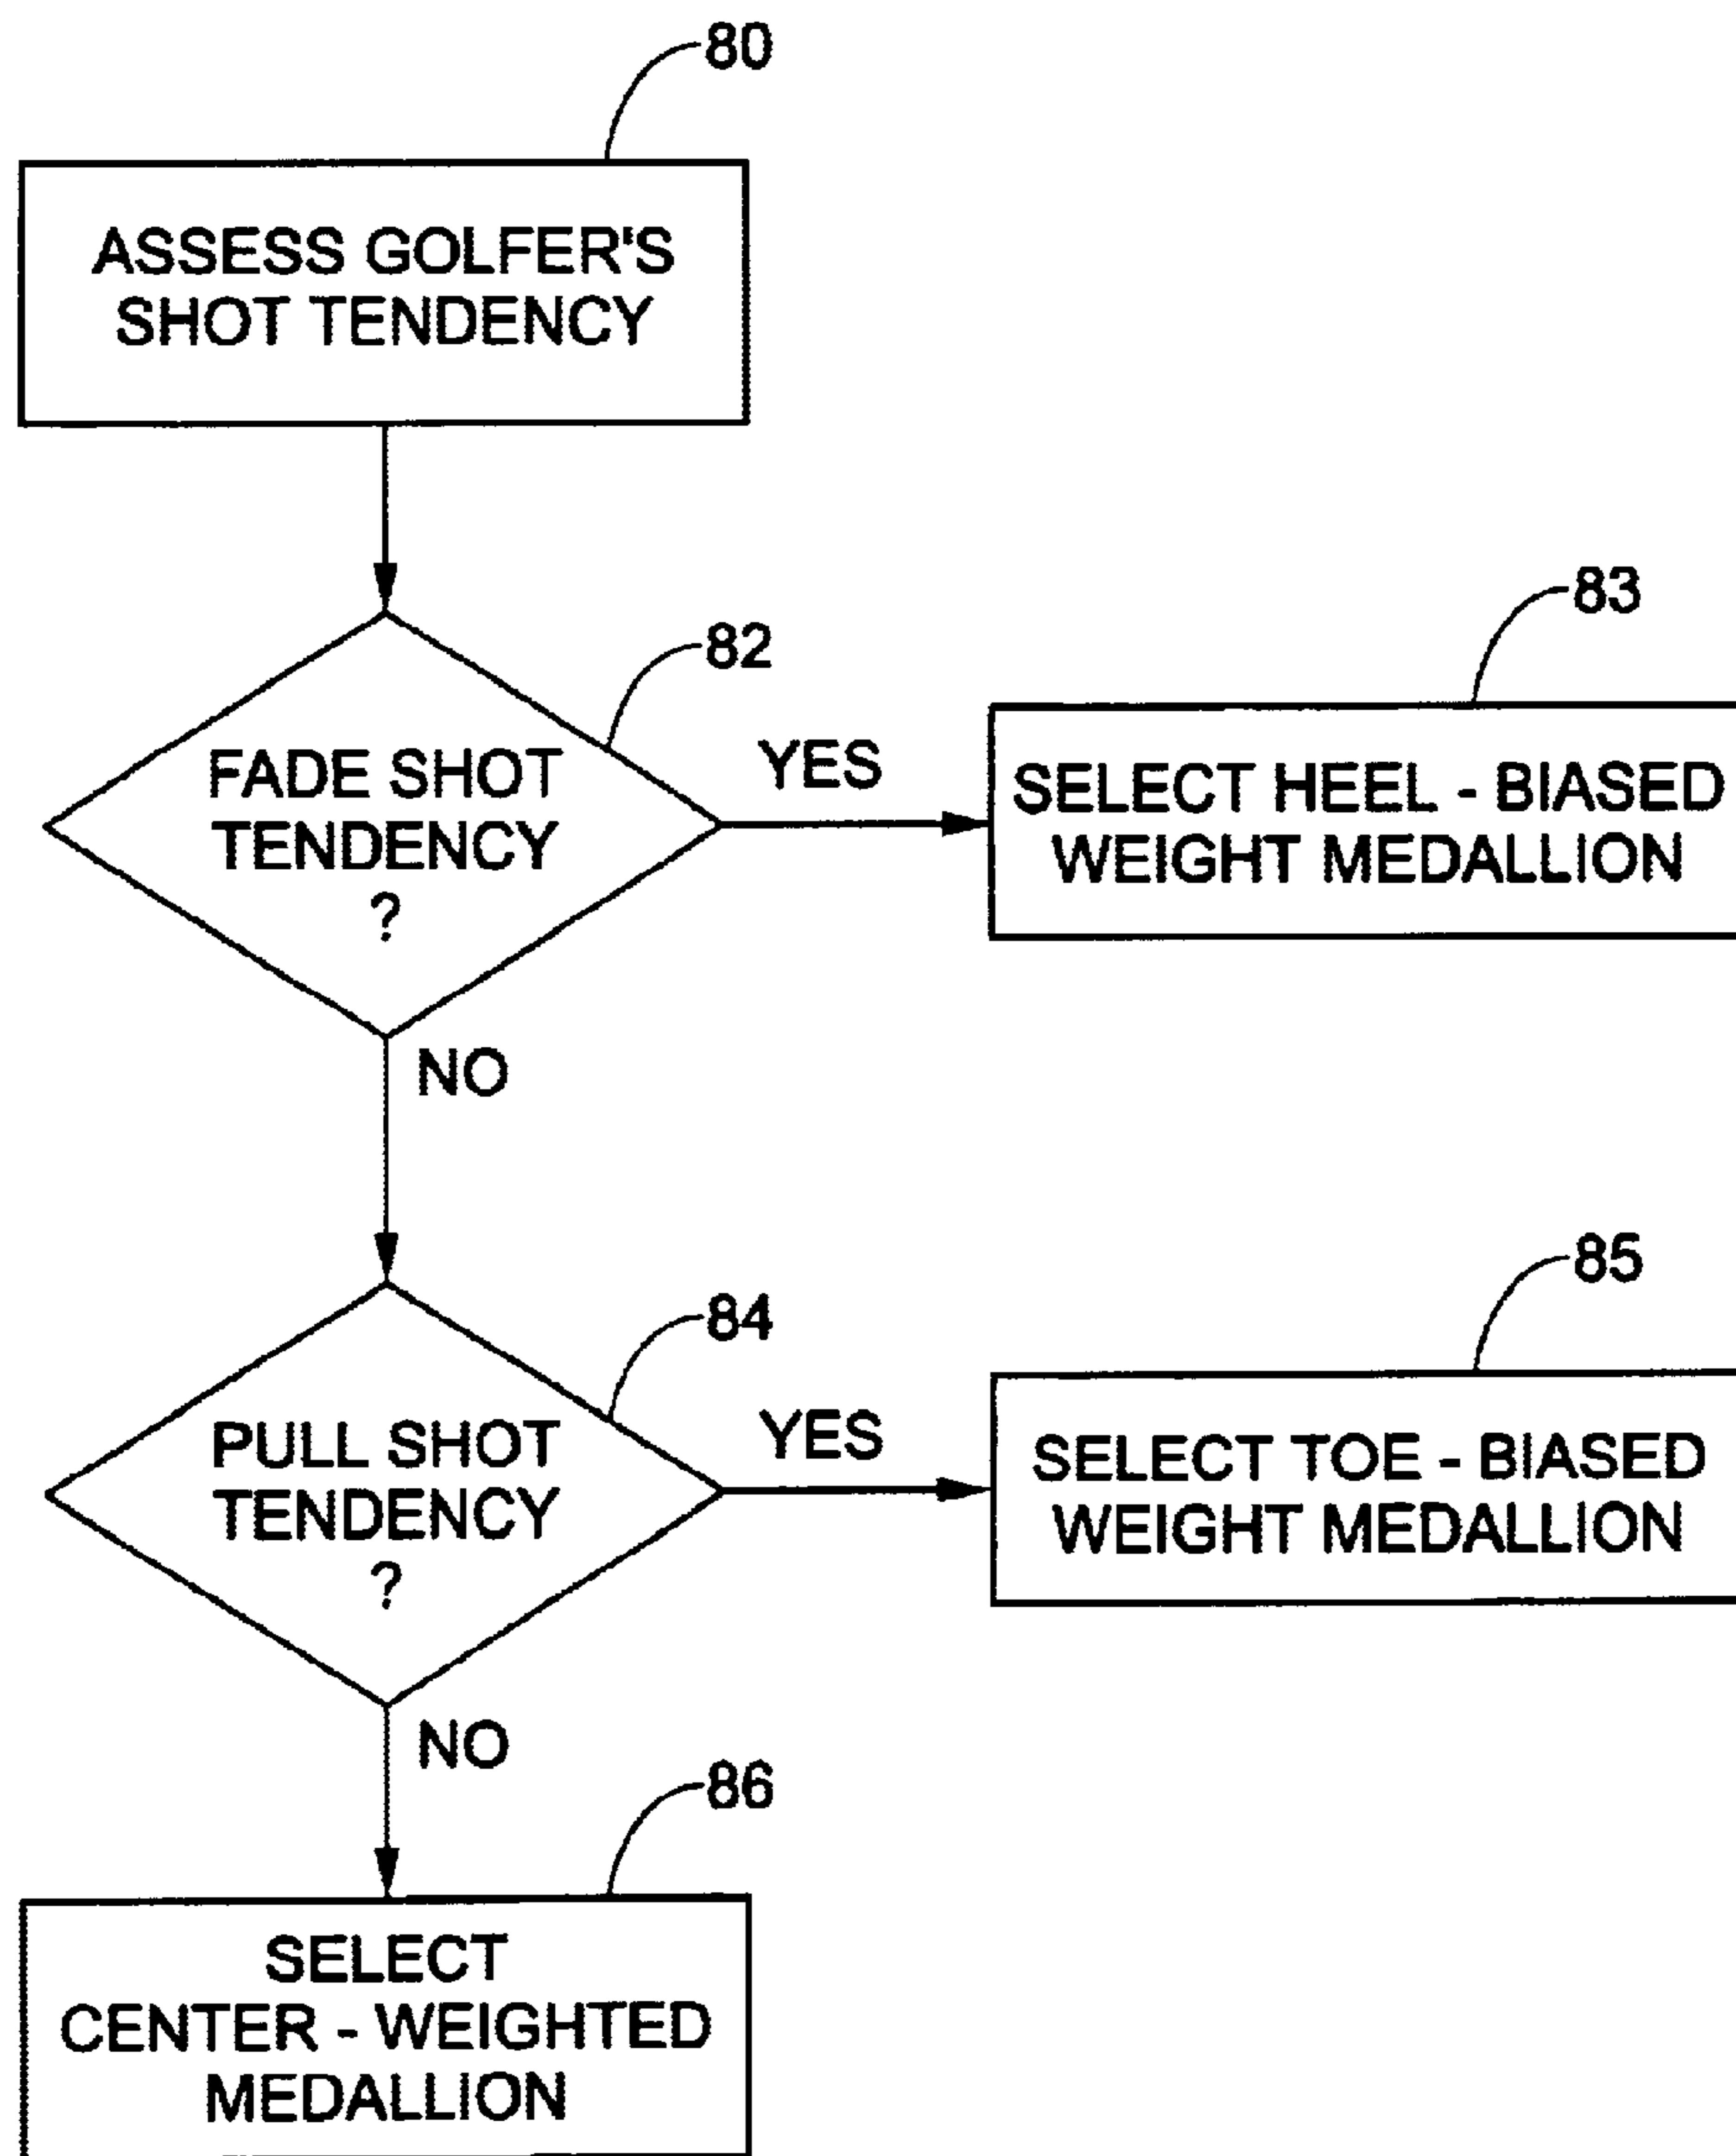 80
ASSESS GOLFER'S
SHOT TENDENCY
82
FADE SHOT
TENDENCY
?
YES
83
SELECT HEEL - BIASED
WEIGHT MEDALLION
NO
84
PULL SHOT
TENDENCY
?
YES
85
SELECT TOE - BIASED
WEIGHT MEDALLION
NO
86
SELECT
CENTER - WEIGHTED
MEDALLION